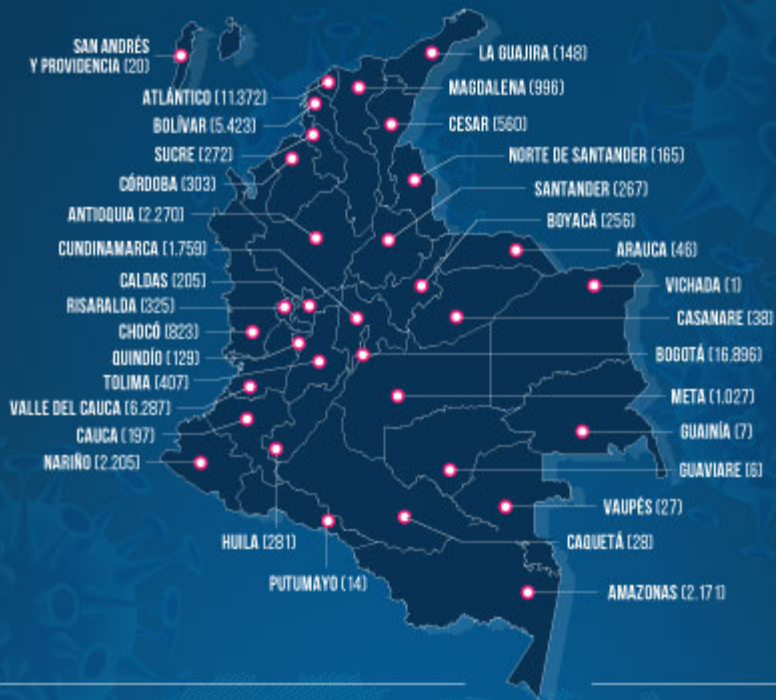 SAN ANDRÉS
Y PROVIDENCIA (20)
ATLÁNTICO (11.372)
BOLÍVAR (5.423)
SUCRE (272)
CÓRDOBA (303)
ANTIOQUIA (2.270)
CUNDINAMARCA (1.759)
CALDAS (205)
RISARALDA (325)
CHOCÓ (823)
QUINDÍO (129)
TOLIMA (407)
VALLE DEL CAUCA (6.287)
CAUCA (197)
NARIÑO (2.205)
HUILA (281)
PUTUMAYO (14)
LA GUAJIRA (148)
MAGDALENA (996)
CESAR (560)
NORTE DE SANTANDER (165)
SANTANDER (267)
BOYACÁ (256)
ARAUCA (46)
VICHADA (1)
CASANARE (38)
BOGOTÁ (16.896)
META (1.027)
GUAINÍA (7)
GUAVIARE (6)
VAUPÉS (27)
CAQUETÁ (28)
AMAZONAS (2.171)